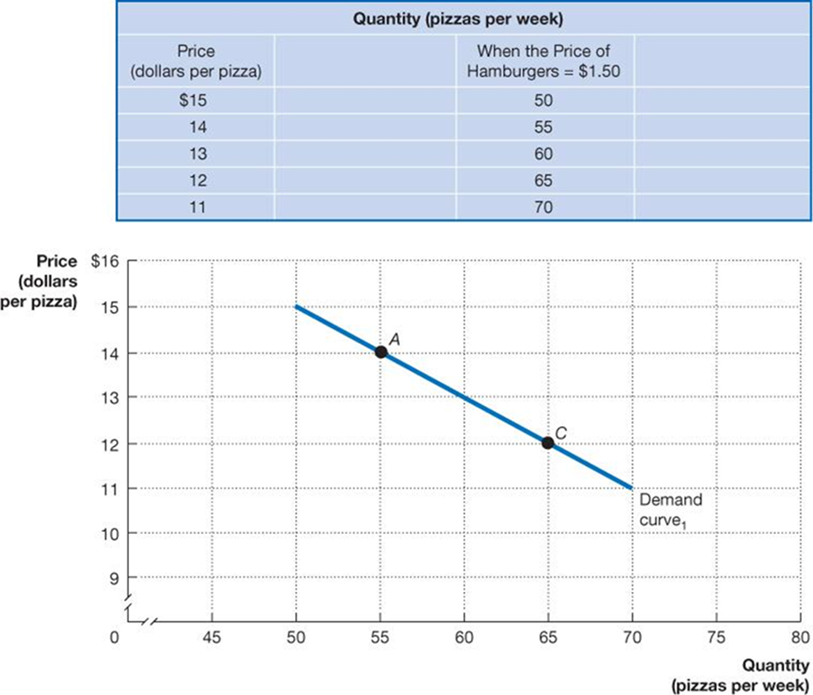 Quantity (pizzas per week)
Price
(dollars per pizza)
When the Price of
Hamburgers = $1.50
$15 50
14 55
13 60
12 65
11 70
Price
(dollars
per pizza)
$16
15
14
13
12
11
10
9
A
C
Demand
curve₁
0 45 50 55 60 65 70 75 80
Quantity
(pizzas per week)